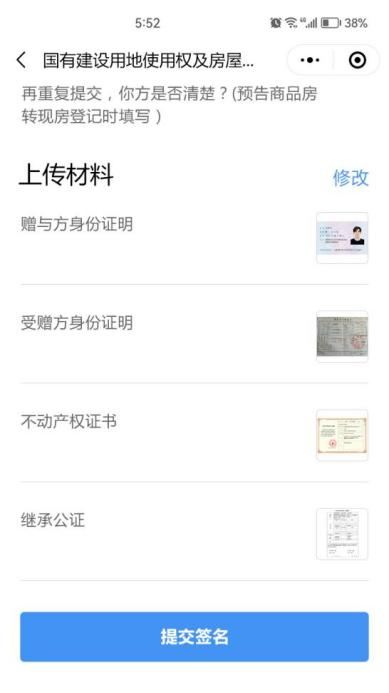 5:52
38%
国有建设用地使用权及房屋...
再重复提交，你方是否清楚？(预告商品房
转现房登记时填写）
上传材料
修改
赠与方身份证明
受赠方身份证明
不动产权证书
继承公证
提交签名